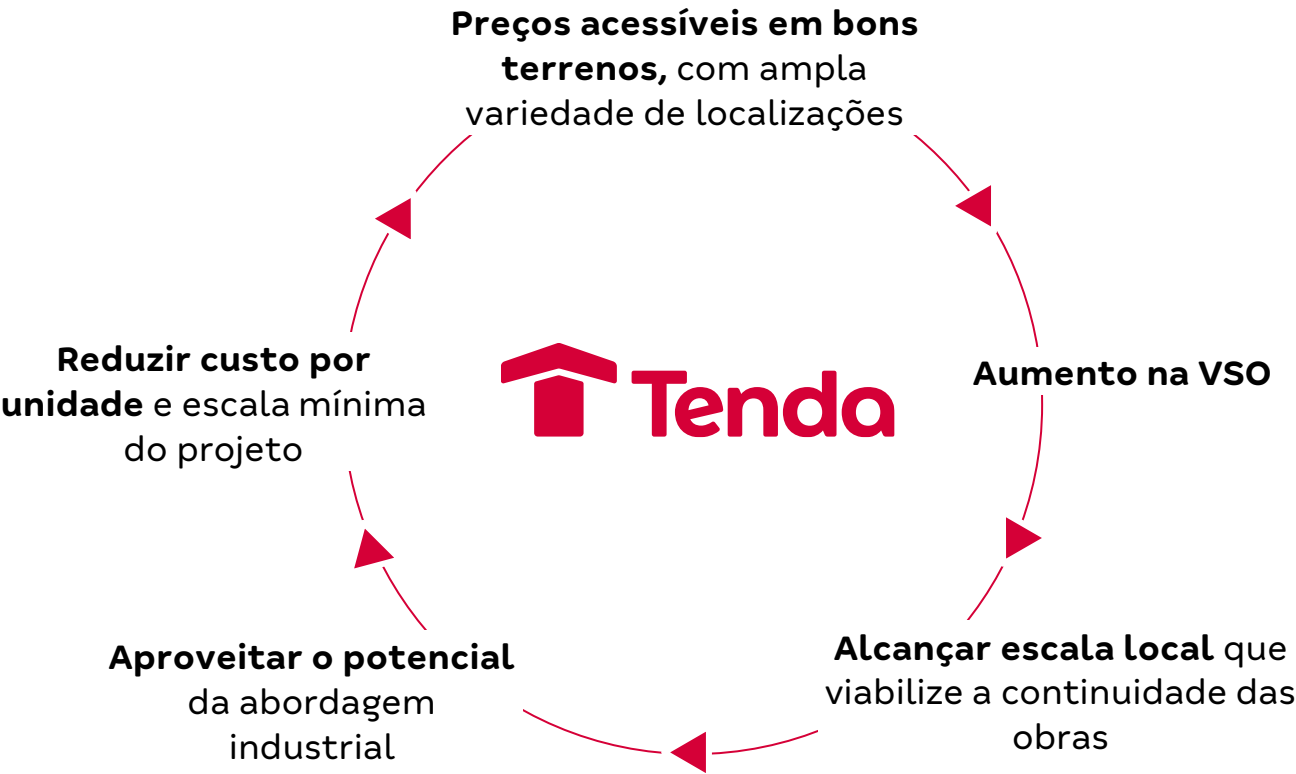 Preços acessíveis em bons
terrenos, com ampla
variedade de localizações
Aumento na VSO
Alcançar escala local que
viabilize a continuidade das
obras
Aproveitar o potencial
da abordagem
industrial
Reduzir custo por
unidade e escala mínima
do projeto
Tenda